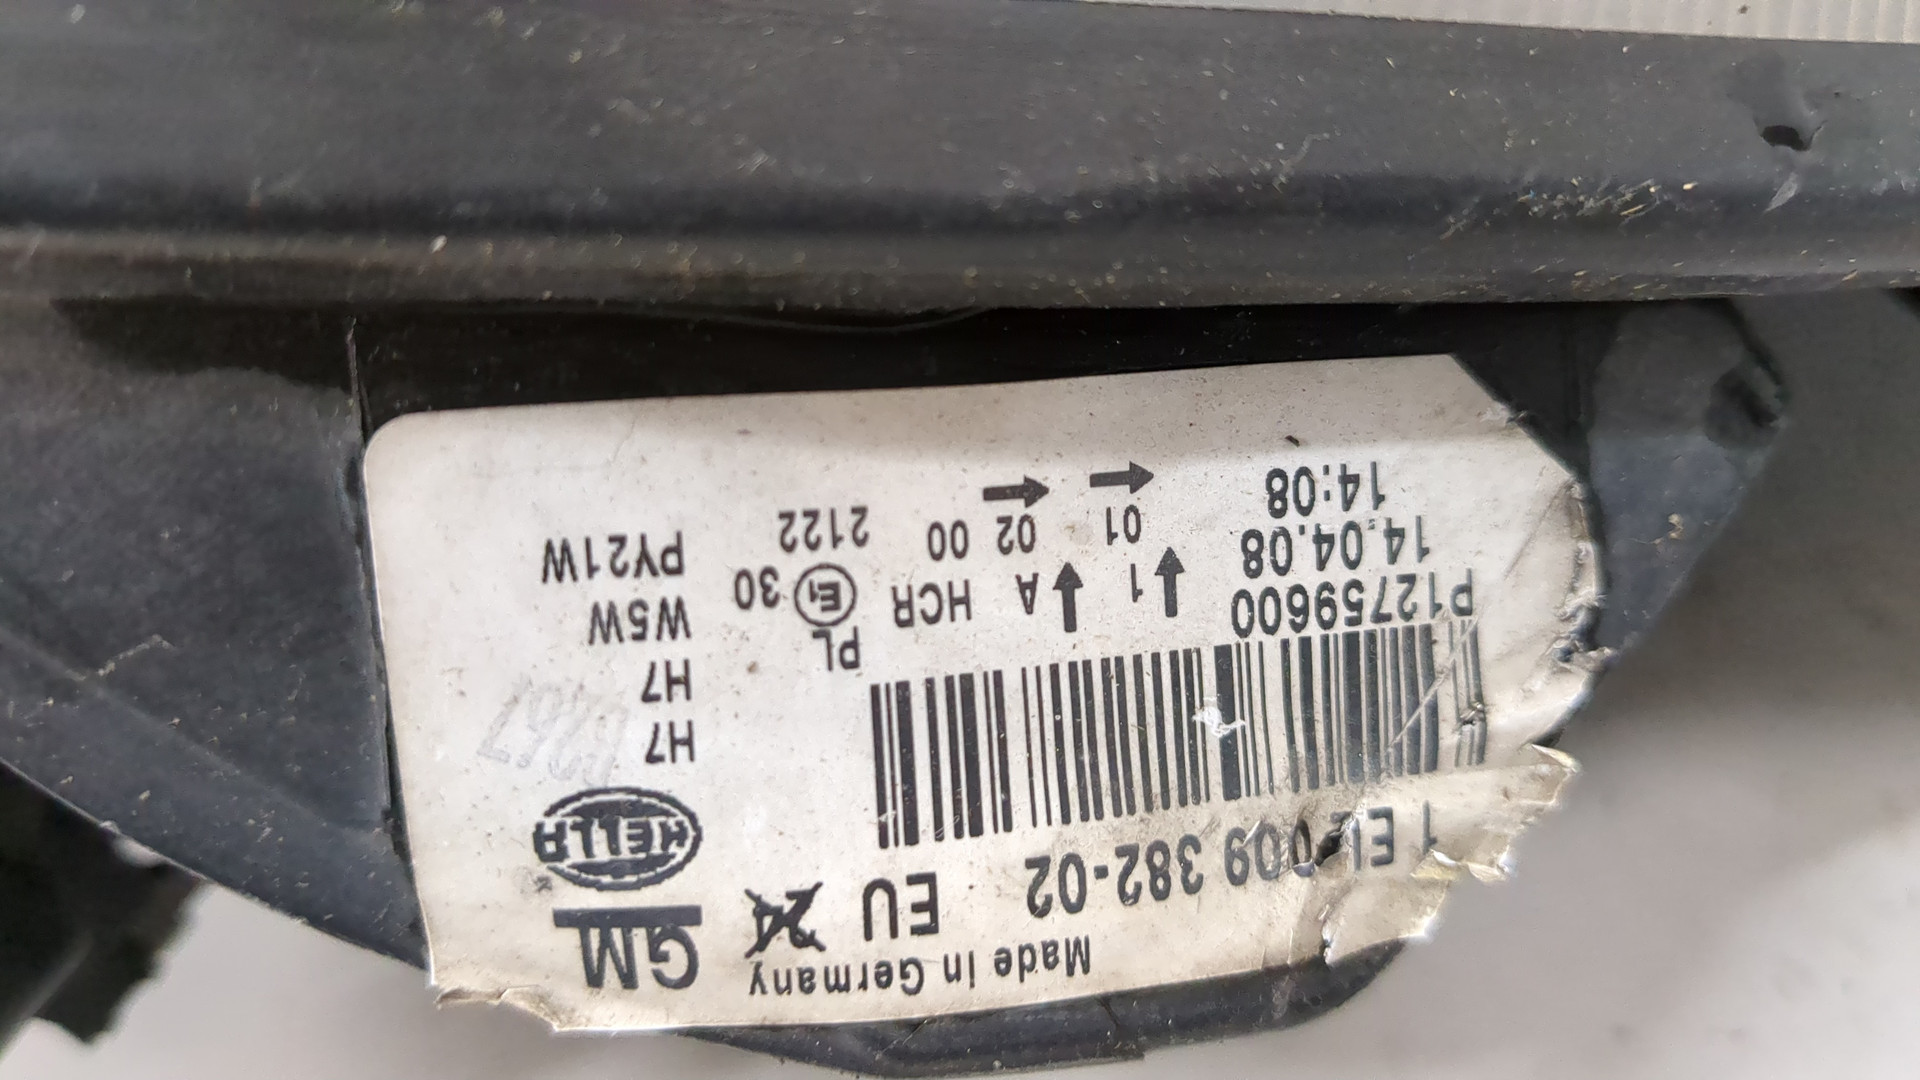 Made in Germany GM
1 EL 009 382-02 EU 24
HELLA
H7
H7
PL
P12759600 1 A HCR E1 30 W5W
14.04.08 01 02 00 2122 PY21W
14:08